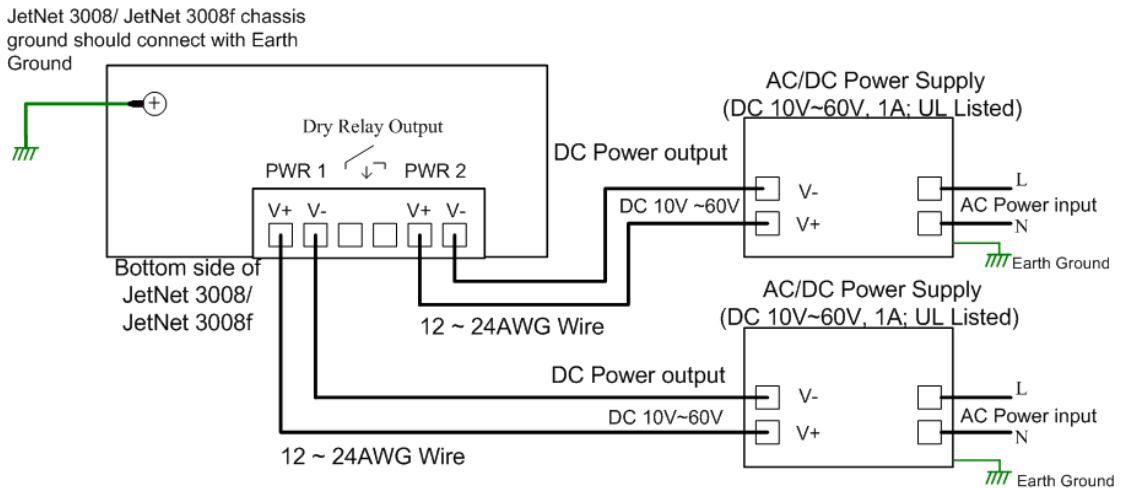 JetNet 3008/ JetNet 3008f chassis
ground should connect with Earth
Ground
Dry Relay Output
PWR 1
PWR 2
V+ V-
V+ V-
Bottom side of
JetNet 3008/
JetNet 3008f
AC/DC Power Supply
(DC 10V~60V, 1A; UL Listed)
DC Power output
DC 10V ~60V
V-
V+
L
AC Power input
N
Earth Ground
12 ~ 24AWG Wire
AC/DC Power Supply
(DC 10V~60V, 1A; UL Listed)
DC Power output
DC 10V~60V
V-
V+
L
AC Power input
N
Earth Ground
12 ~ 24AWG Wire